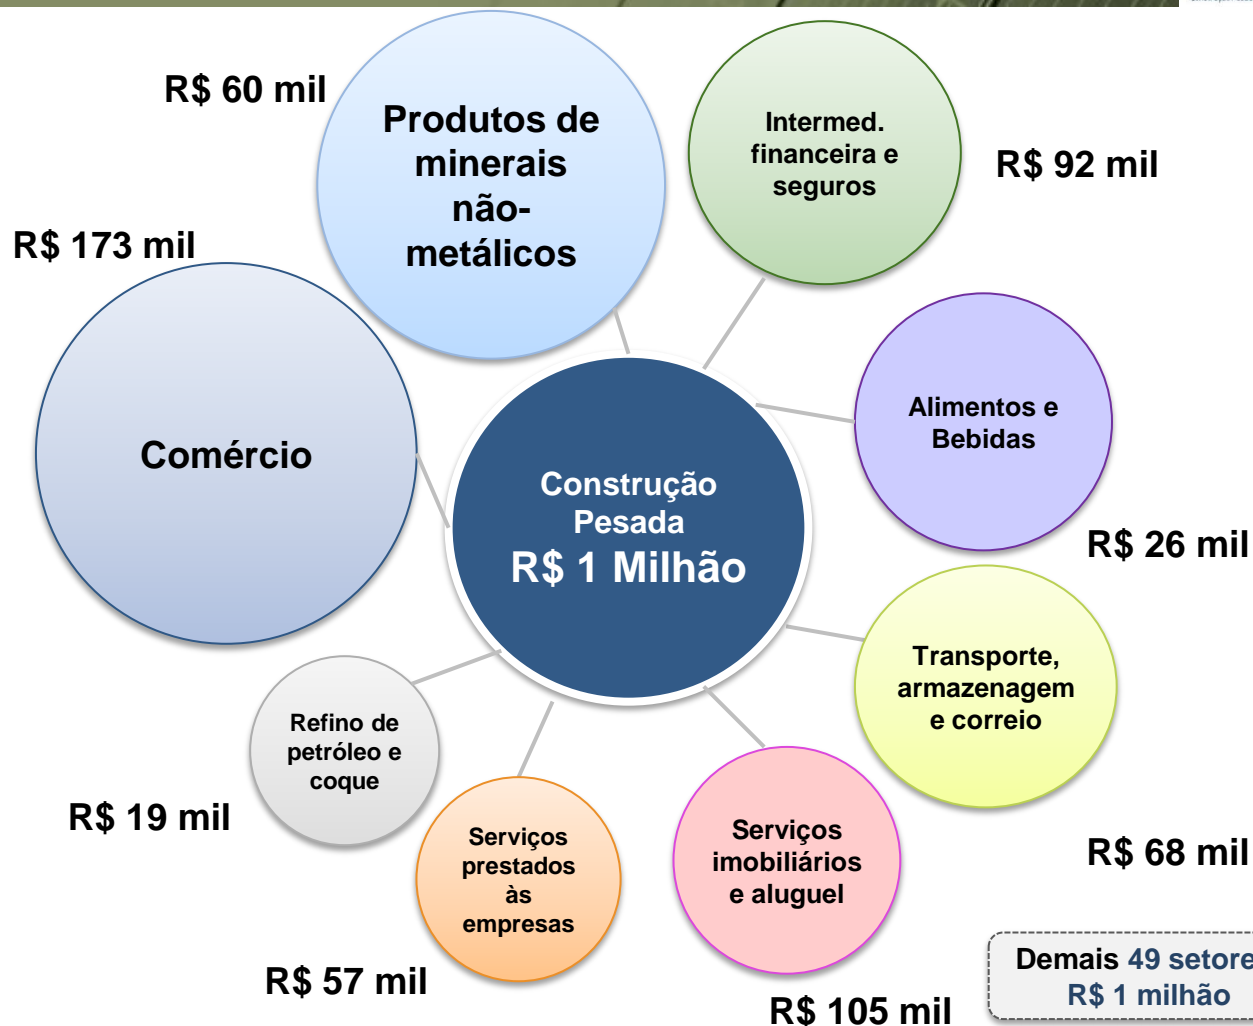 R$ 60 mil
Produtos de
minerais
não-
metálicos
Intermed.
financeira e
seguros
R$ 92 mil
R$ 173 mil
Comércio
Alimentos e
Bebidas
R$ 26 mil
Construção
Pesada
R$ 1 Milhão
Transporte,
armazenagem
e correio
R$ 68 mil
Refino de
petróleo e
coque
R$ 19 mil
Serviços
prestados
às
empresas
R$ 57 mil
Serviços
imobiliários
e aluguel
R$ 105 mil
Demais 49 setore
R$ 1 milhão